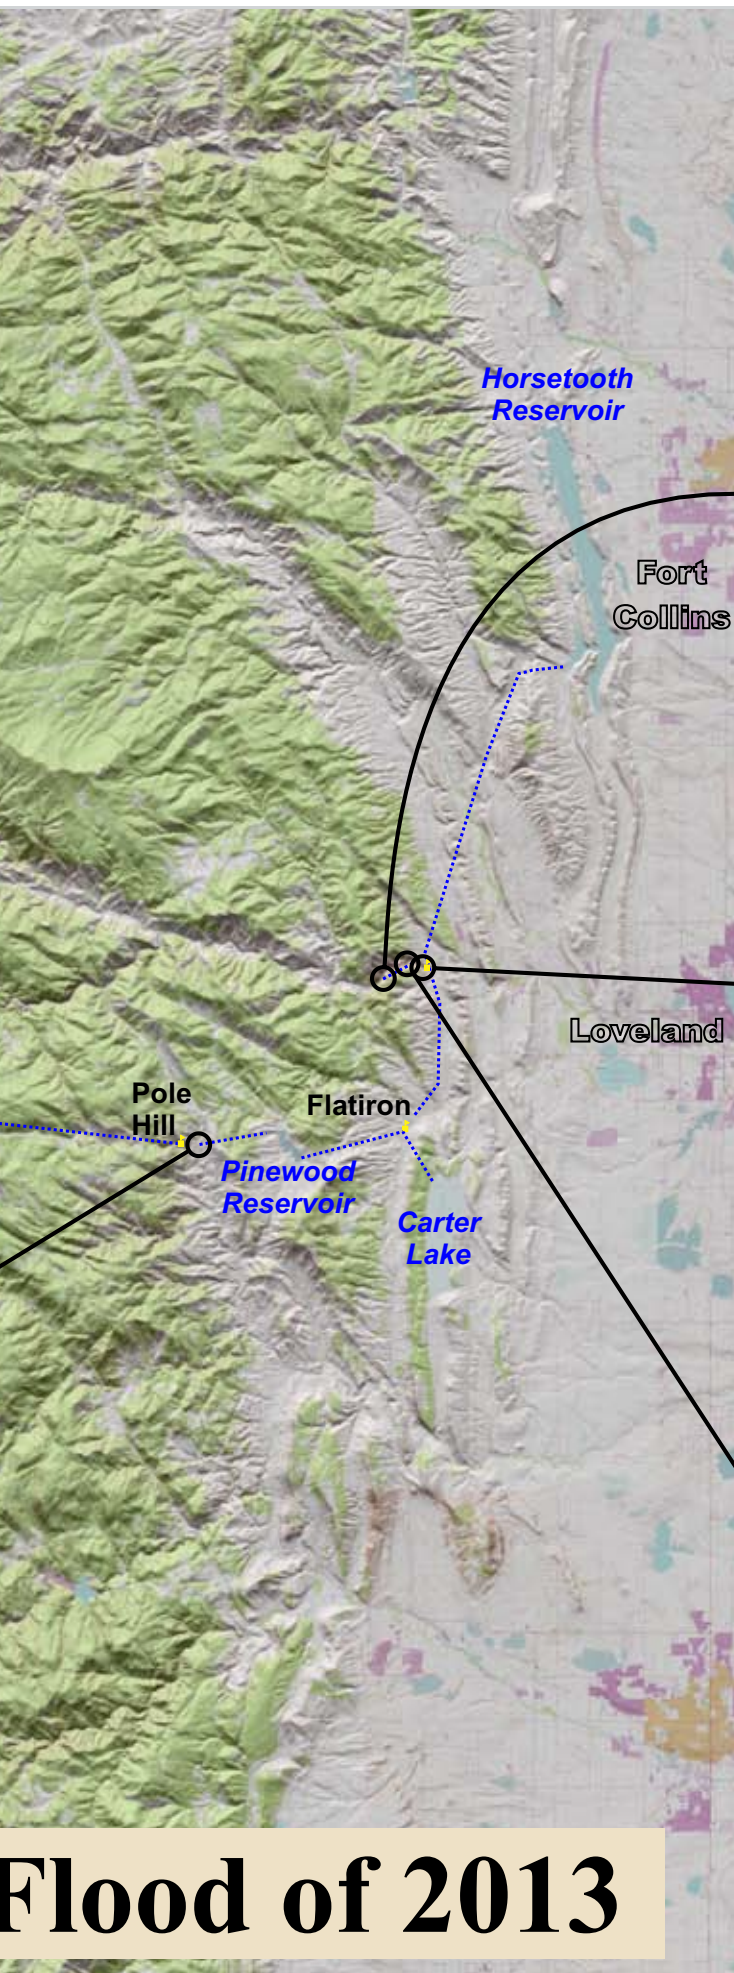 Horsetooth
Reservoir
Fort
Collins
Loveland
Pole
Hill
Flatiron
Pinewood
Reservoir
Carter
Lake
Flood of 2013